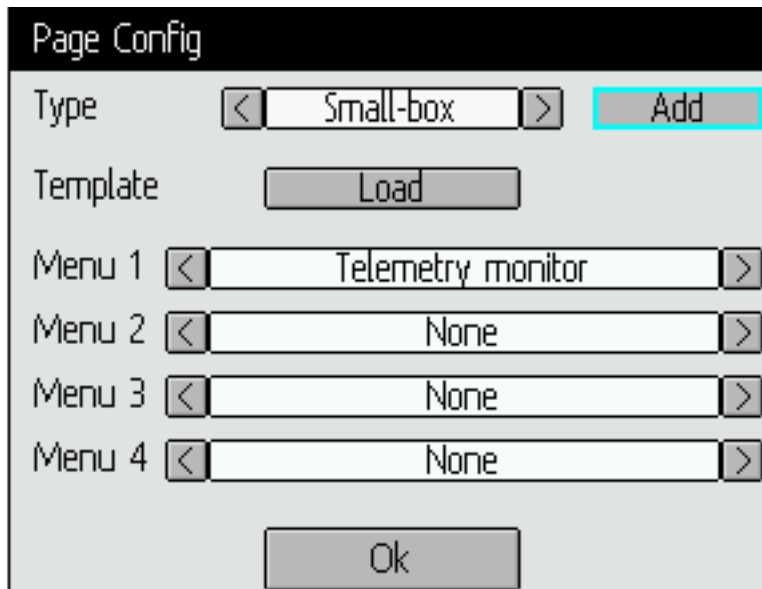 Page Config
Type < Small-box > Add
Template Load
Menu 1 < Telemetry monitor >
Menu 2 < None >
Menu 3 < None >
Menu 4 < None >
Ok